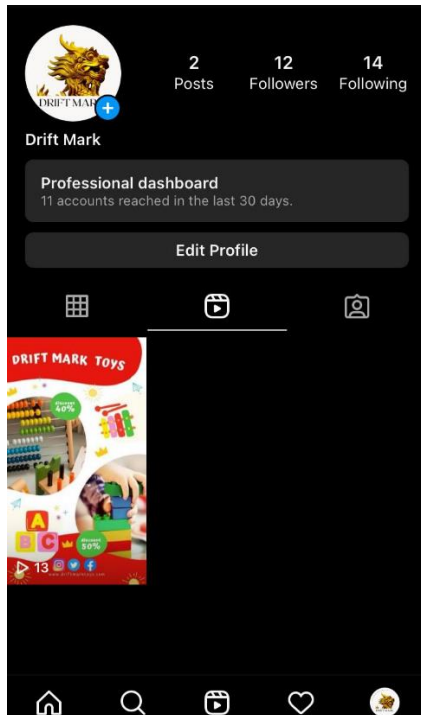 DRIFT MARK
2
12
14
Posts
Followers
Following
Drift Mark
Professional dashboard
11 accounts reached in the last 30 days.
Edit Profile
DRIFT MARK TOYS
discount
40%
A
B C
discount
50%
13